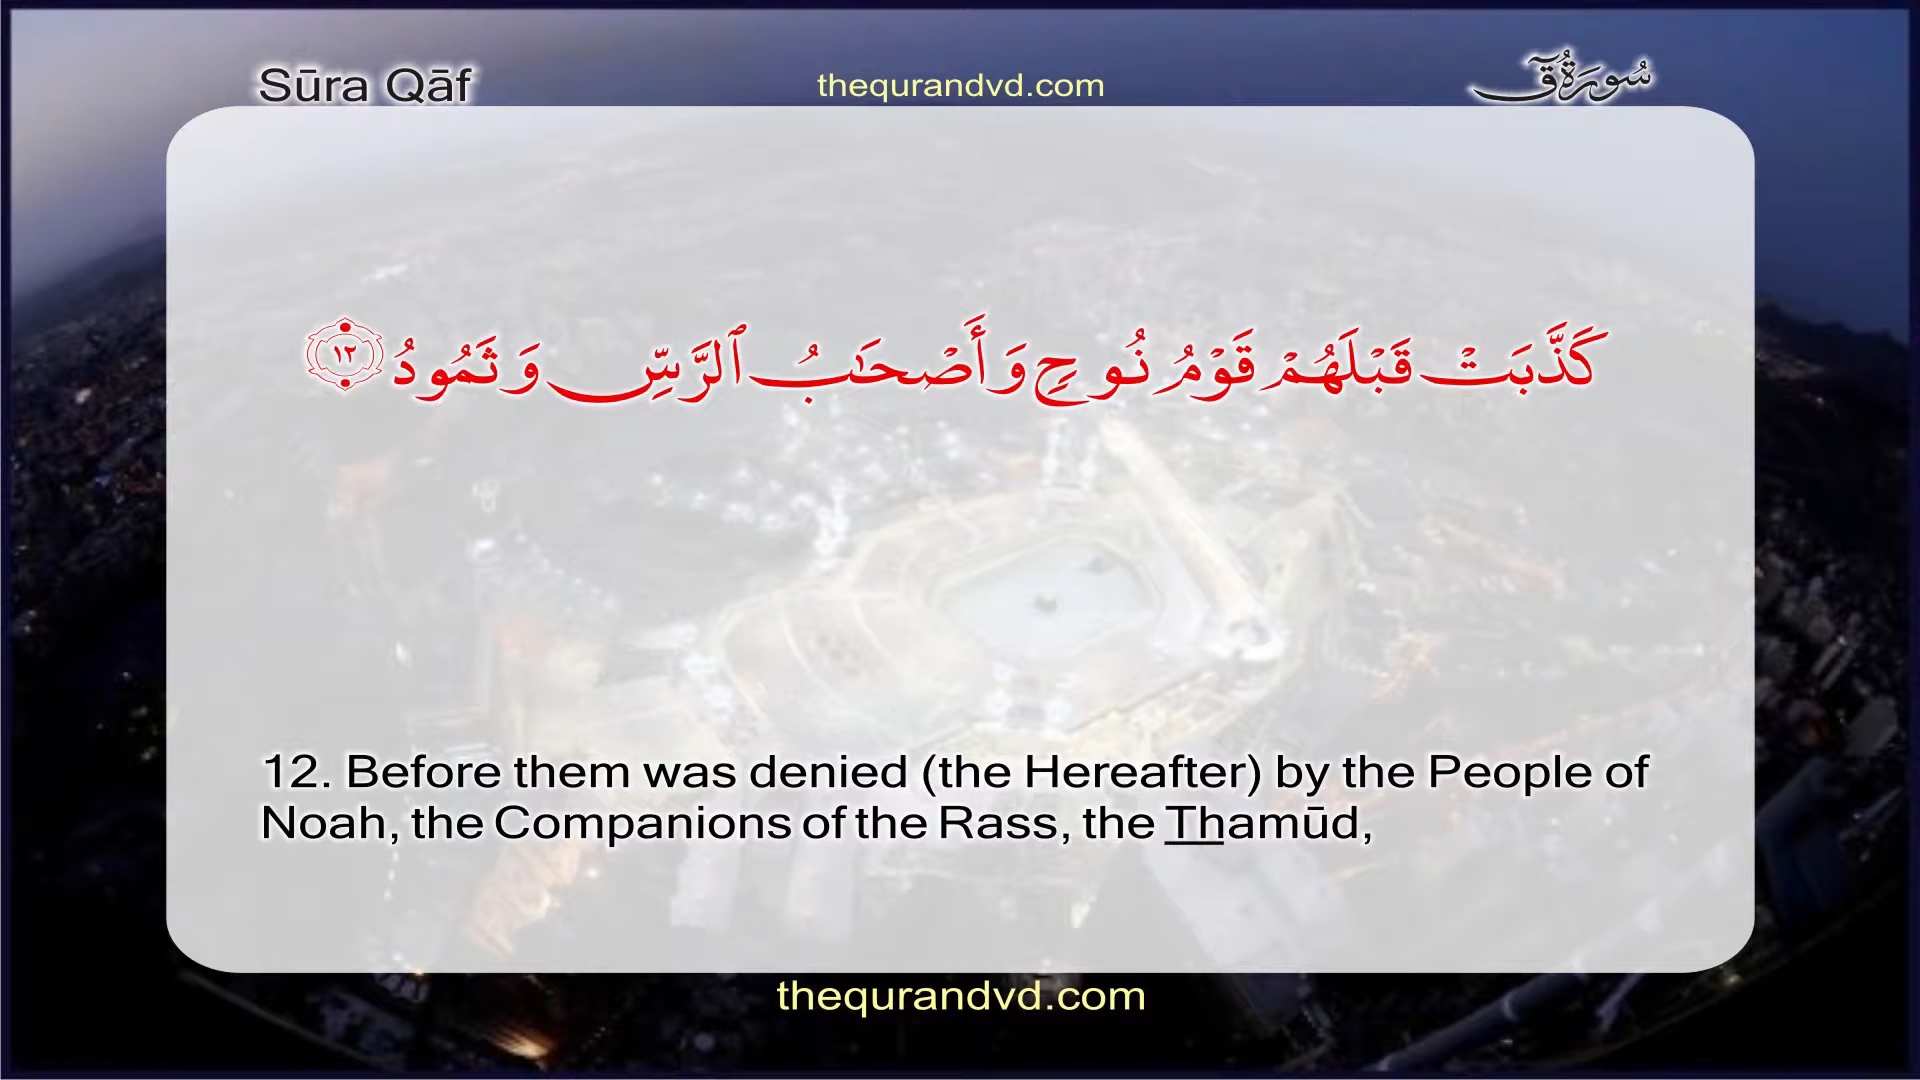 Sūra Qāf
thequrandvd.com
سُورَةُ قٓ
كَذَّبَتْ قَبْلَهُمْ قَوْمُ نُوحٍ وَأَصْحَٰبُ ٱلرَّسِّ وَثَمُودُ ١٢
12. Before them was denied (the Hereafter) by the People of
Noah, the Companions of the Rass, the Thamūd,
thequrandvd.com